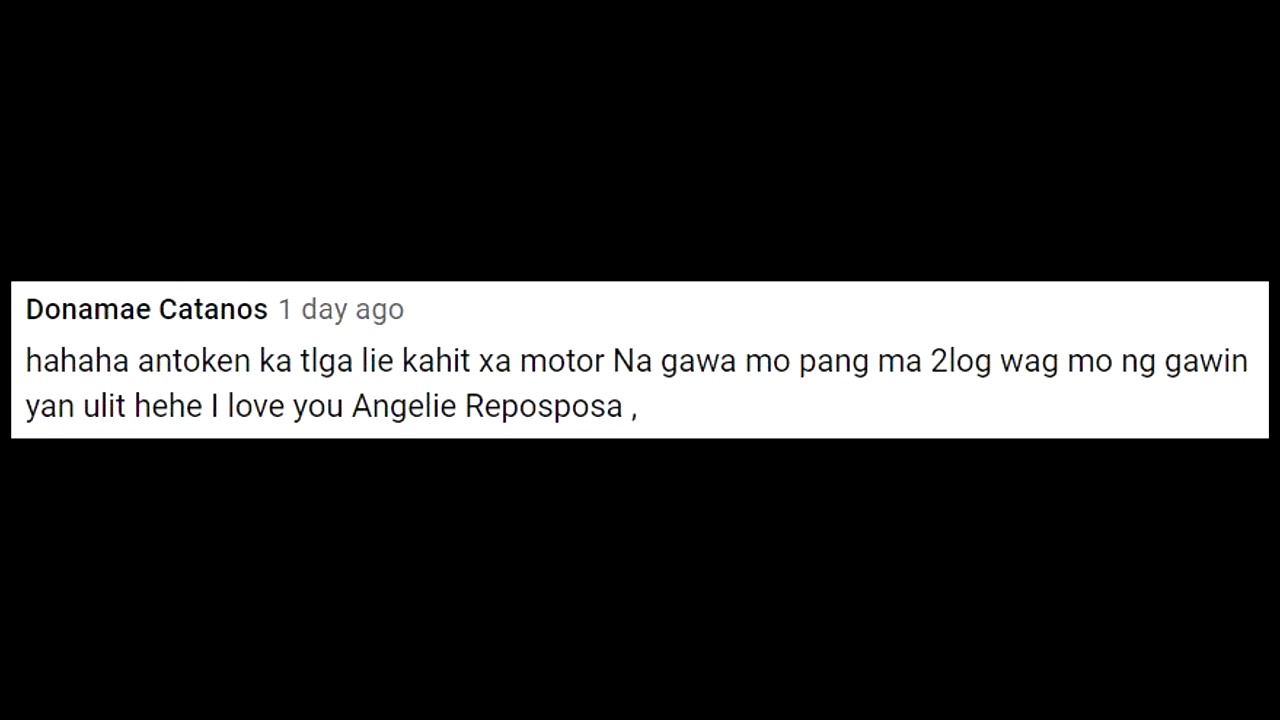 Donamae Catanos 1 day ago
hahaha antoken ka tlga lie kahit xa motor Na gawa mo pang ma 2log wag mo ng gawin
yan ulit hehe I love you Angelie Reposposa ,